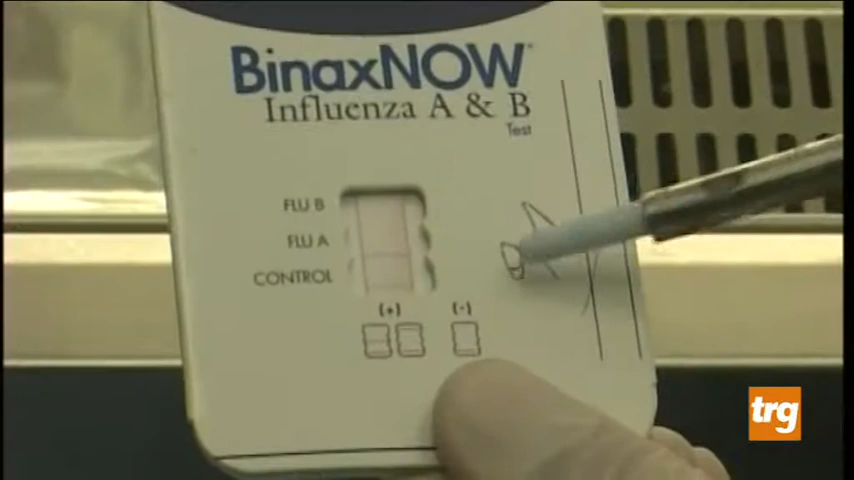 BinaxNOW
Influenza A & B
Test
FLU B
FLU A
CONTROL
(+) (-)
trg